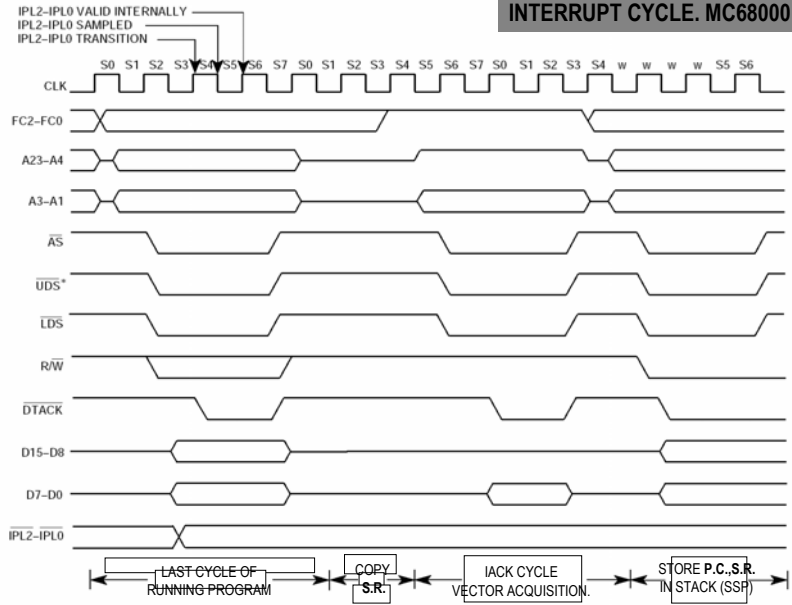 INTERRUPT CYCLE. MC68000
IPL2-IPL0 VALID INTERNALLY
IPL2-IPL0 SAMPLED
IPL2-IPL0 TRANSITION
S0 S1 S2 S3 S4 S5 S6 S7 S0 S1 S2 S3 S4 S5 S6 S7 S0 S1 S2 S3 S4 w w w w S5 S6
CLK
FC2-FC0
A23-A4
A3-A1
AS
UDS*
LDS
R/W
DTACK
D15-D8
D7-D0
IPL2-IPL0
LAST CYCLE OF
RUNNING PROGRAM
COPY
S.R.
IACK CYCLE
VECTOR ACQUISITION.
STORE P.C.,S.R.
IN STACK (SSP)